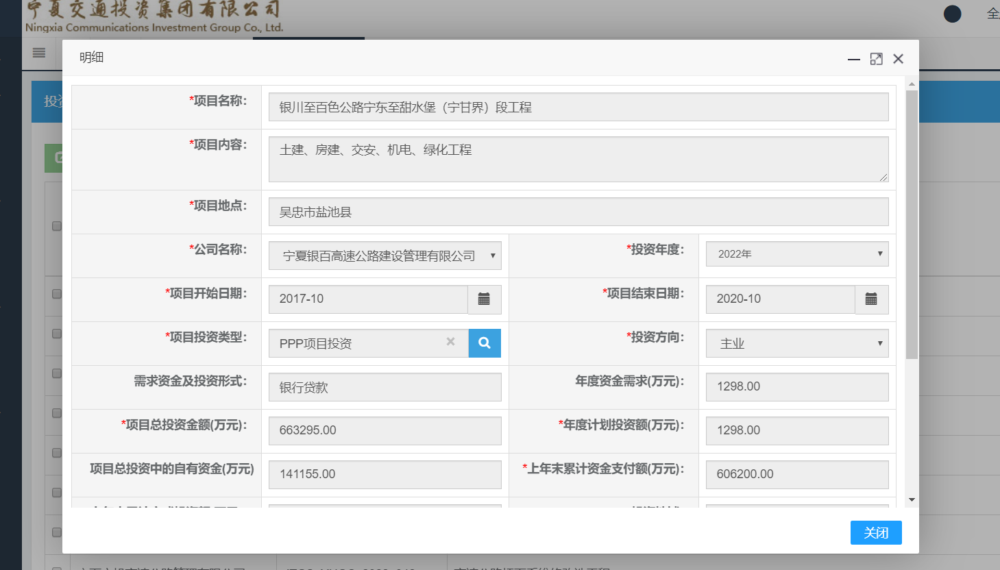 宁夏交通投资集团有限公司
Ningxia Communications Investment Group Co., Ltd.
全
明细
投资
*项目名称：
银川至百色公路宁东至甜水堡（宁甘界）段工程
*项目内容：
土建、房建、交安、机电、绿化工程
*项目地点：
吴忠市盐池县
*公司名称：
宁夏银百高速公路建设管理有限公司
*投资年度：
2022年
*项目开始日期：
2017-10
*项目结束日期：
2020-10
*项目投资类型：
PPP项目投资
*投资方向：
主业
需求资金及投资形式：
银行贷款
年度资金需求(万元)：
1298.00
*项目总投资金额(万元)：
663295.00
*年度计划投资额(万元)：
1298.00
项目总投资中的自有资金(万元)
141155.00
*上年末累计资金支付额(万元)：
606200.00
关闭